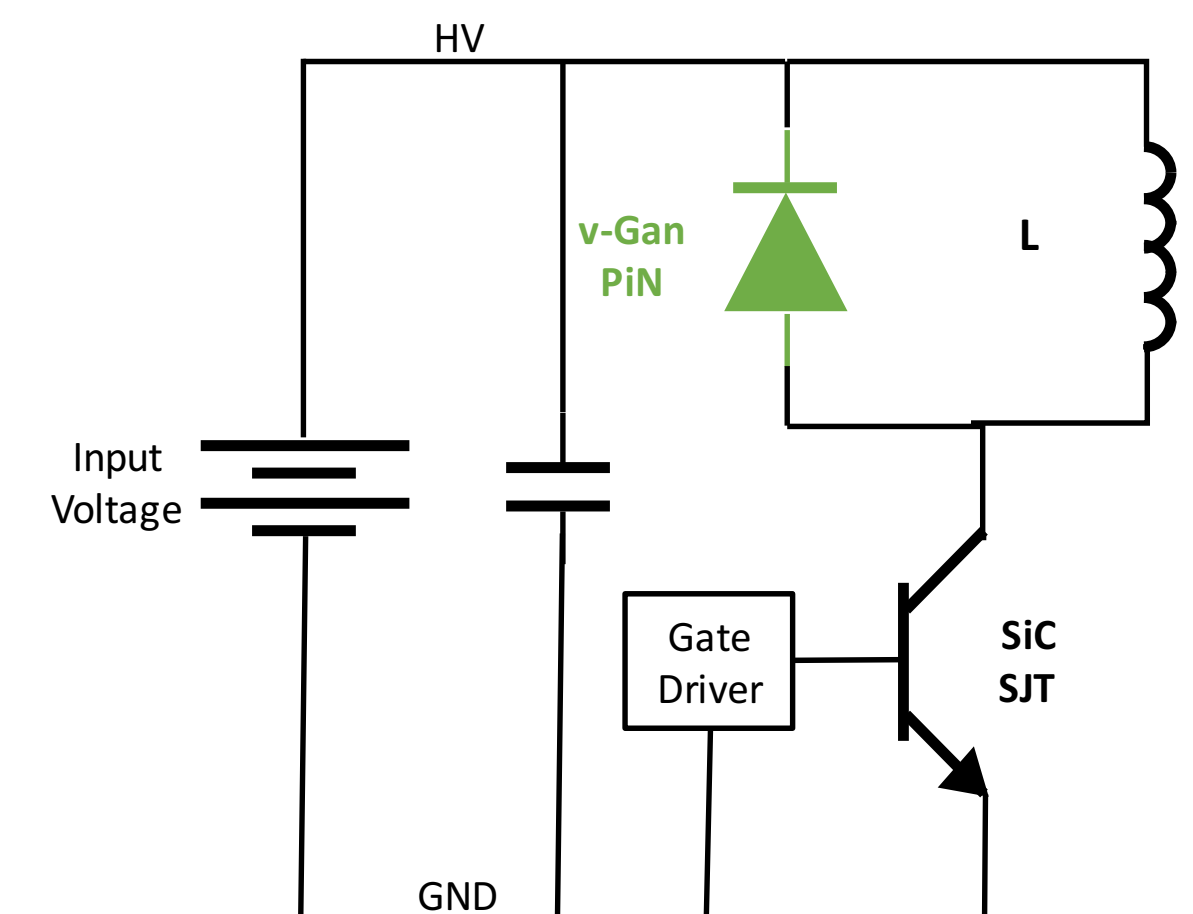 HV
v-Gan
PiN
L
Input
Voltage
Gate
Driver
SiC
SJT
GND